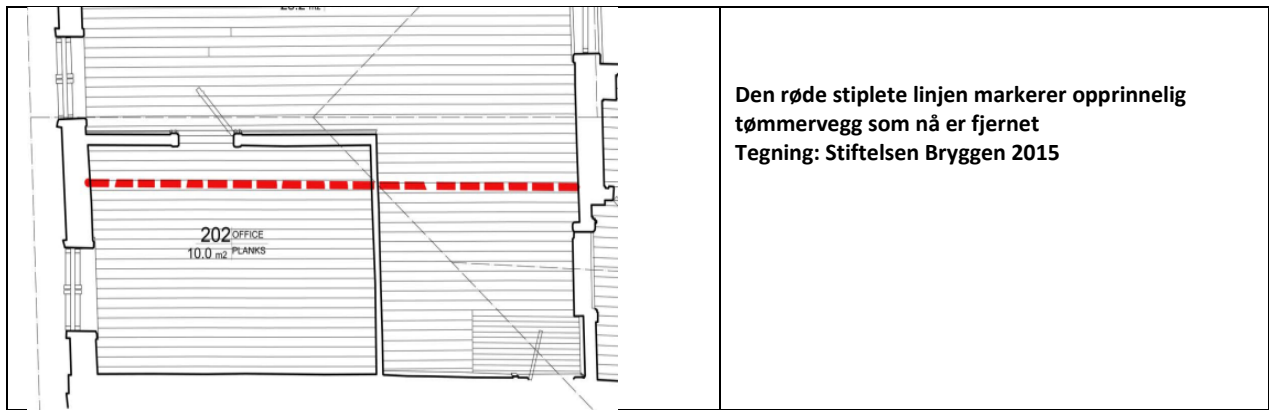 202 OFFICE
10.0 m2 PLANKS
Den røde stiplete linjen markerer opprinnelig
tømmervegg som nå er fjernet
Tegning: Stiftelsen Bryggen 2015